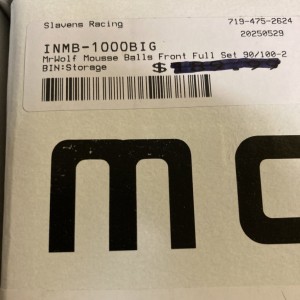 Slavens Racing 719-475-2624
20250529
INMB-1000BIG
MrWolf Mousse Balls Front Full Set 90/100-2
BIN:Storage $